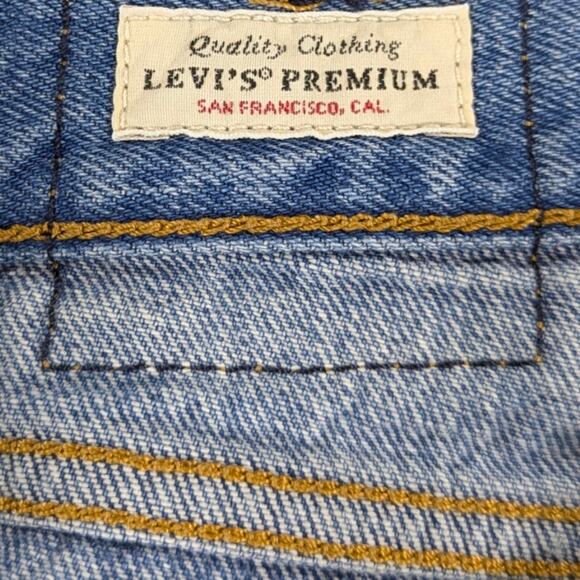 Quality Clothing
LEVI'S® PREMIUM
SAN FRANCISCO, CAL.